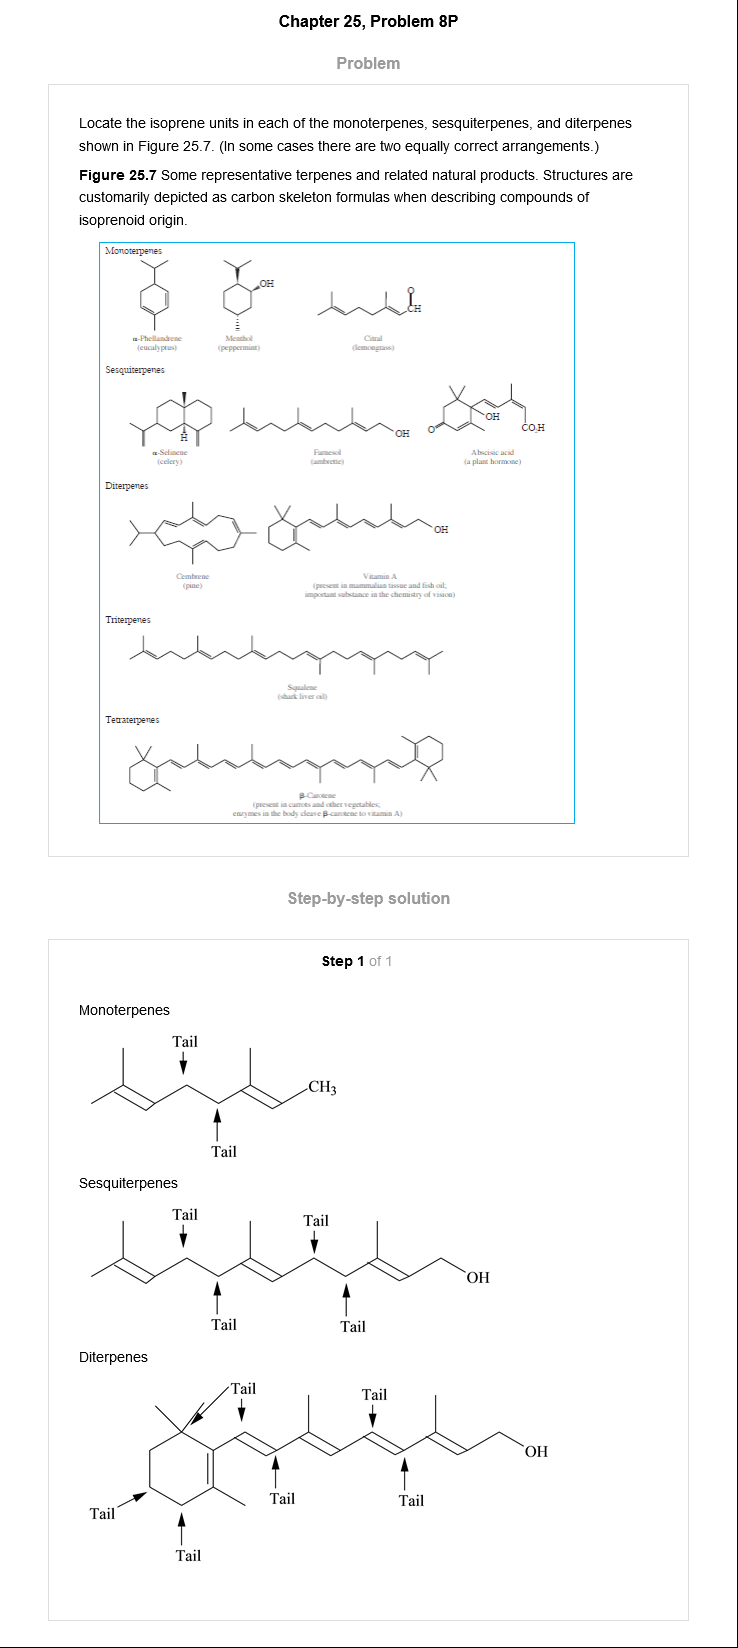 Chapter 25, Problem 8P
Problem
Locate the isoprene units in each of the monoterpenes, sesquiterpenes, and diterpenes
shown in Figure 25.7. (In some cases there are two equally correct arrangements.)
Figure 25.7 Some representative terpenes and related natural products. Structures are
customarily depicted as carbon skeleton formulas when describing compounds of
isoprenoid origin.
Monoterpenes
OH
O
CH
α-Phellandrene Menthol Citral
(eucalyptus) (peppermint) (lemongrass)
Sesquiterpenes
H
OH
O
OH
CO₂H
α-Selinene Farnesol Abscisic acid
(celery) (ambrette) (a plant hormone)
Diterpenes
OH
Cembrene Vitamin A
(pine) (present in mammalian tissue and fish oil;
important substance in the chemistry of vision)
Triterpenes
Squalene
(shark liver oil)
Tetraterpenes
β-Carotene
(present in carrots and other vegetables;
enzymes in the body cleave β-carotene to vitamin A)
Step-by-step solution
Step 1 of 1
Monoterpenes
Tail
CH3
Tail
Sesquiterpenes
Tail Tail
OH
Tail Tail
Diterpenes
Tail Tail
OH
Tail Tail
Tail
Tail